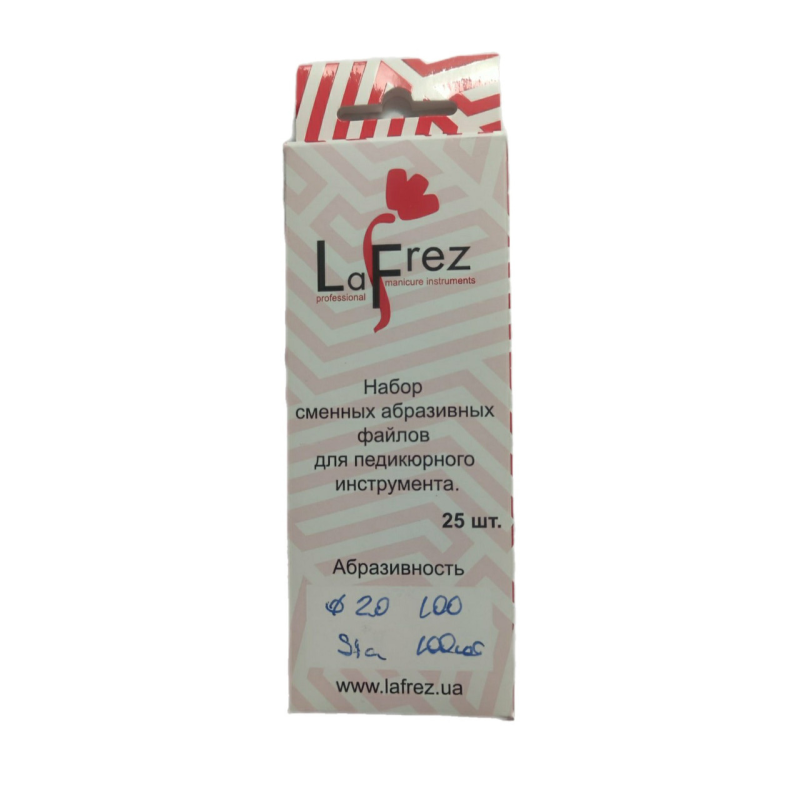 LaFrez
professional manicure instruments
Набор
сменных абразивных
файлов
для педикюрного
инструмента.
25 шт.
Абразивность
ø 20 100
www.lafrez.ua